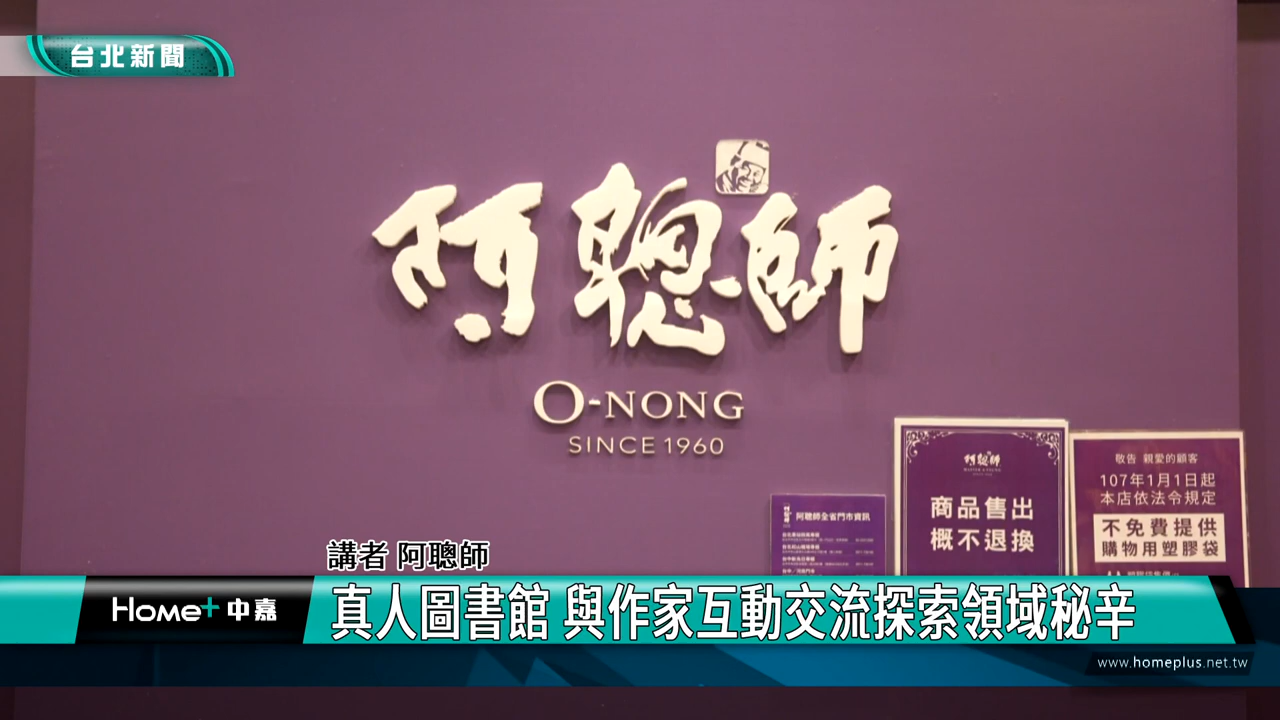 台北新聞
阿聰師
O-NONG
SINCE 1960
阿聰師
商品售出
概不退換
敬告 親愛的顧客
107年1月1日起
本店依法令規定
不免費提供
購物用塑膠袋
阿聰師全省門市資訊
講者 阿聰師
Home+ 中嘉
真人圖書館 與作家互動交流探索領域秘辛
www.homeplus.net.tw